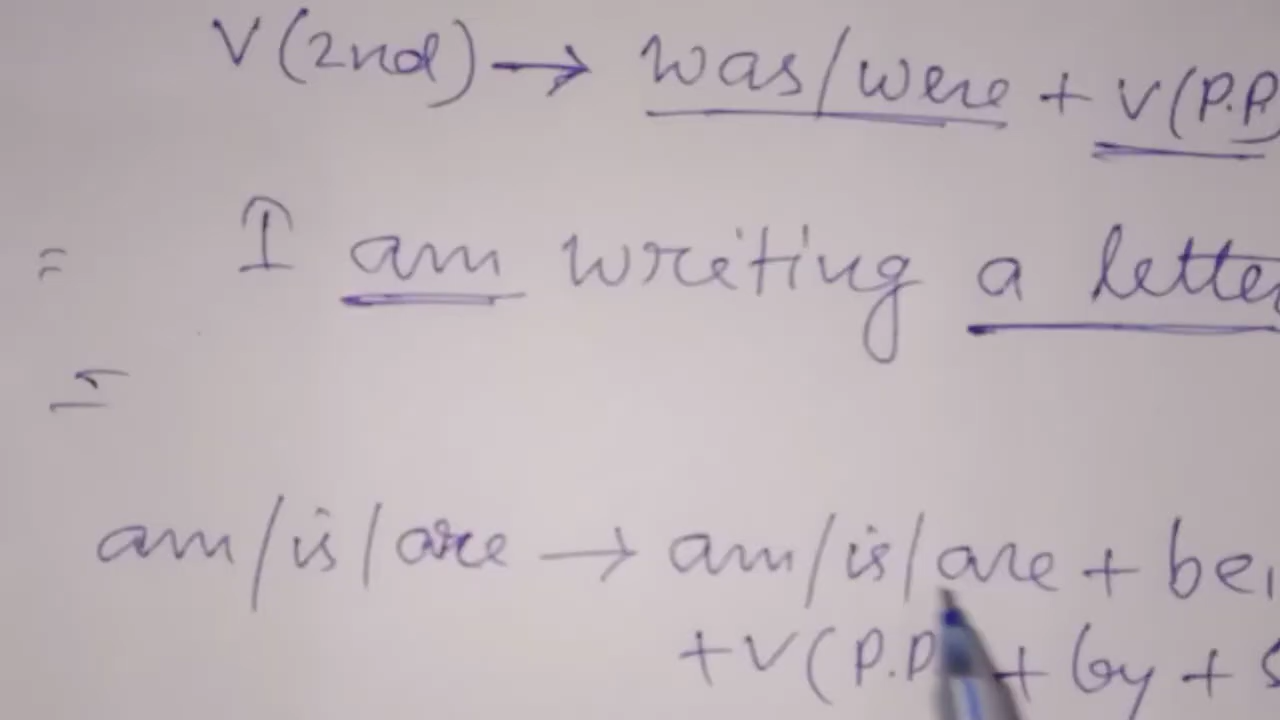 V(2nd) → was/were + V(P.P
= I am writing a letter
=
am/is/are → am/is/are + bei
+V(P.P + by + S